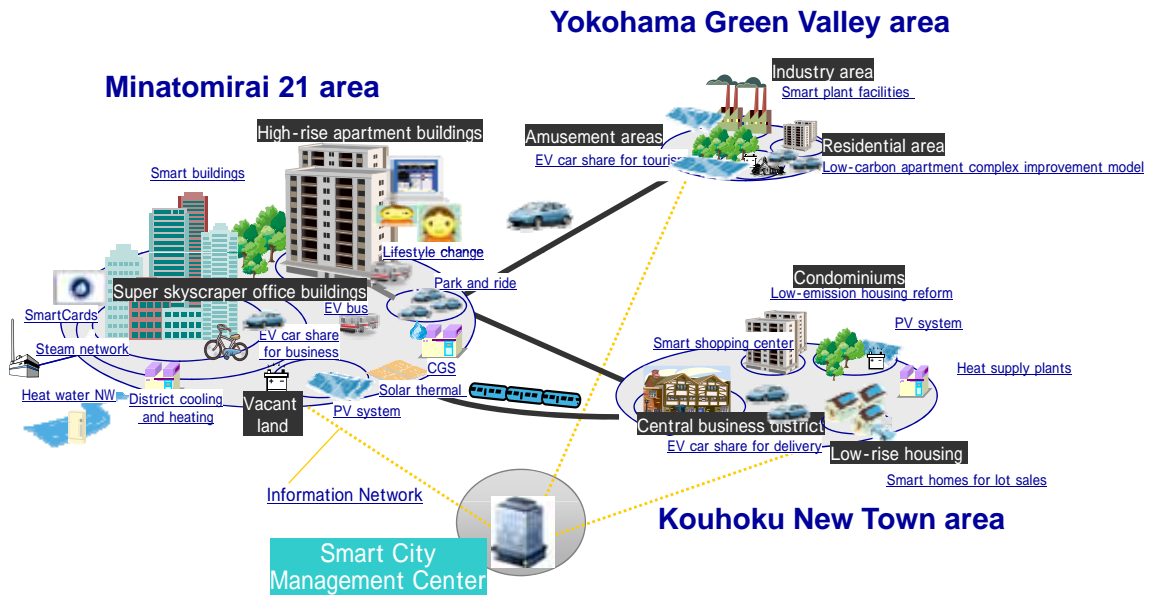 Yokohama Green Valley area
Minatomirai 21 area
Industry area
Smart plant facilities
High-rise apartment buildings
Amusement areas
EV car share for tourism
Residential area
Low-carbon apartment complex improvement model
Smart buildings
Lifestyle change
Park and ride
Condominiums
Low-emission housing reform
Super skyscraper office buildings
SmartCards
EV bus
PV system
EV car share
for business
Steam network
Smart shopping center
CGS
Heat supply plants
Heat water NW
District cooling
and heating
Vacant
land
Solar thermal
PV system
Central business district
EV car share for delivery
Low-rise housing
Smart homes for lot sales
Information Network
Kouhoku New Town area
Smart City
Management Center